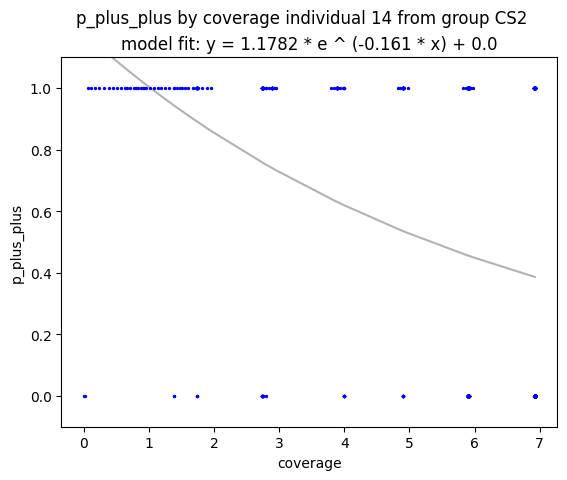 p_plus_plus by coverage individual 14 from group CS2
model fit: y = 1.1782 * e ^ (-0.161 * x) + 0.0
1.0
0.8
0.6
0.4
0.2
0.0
p_plus_plus
0 1 2 3 4 5 6 7
coverage